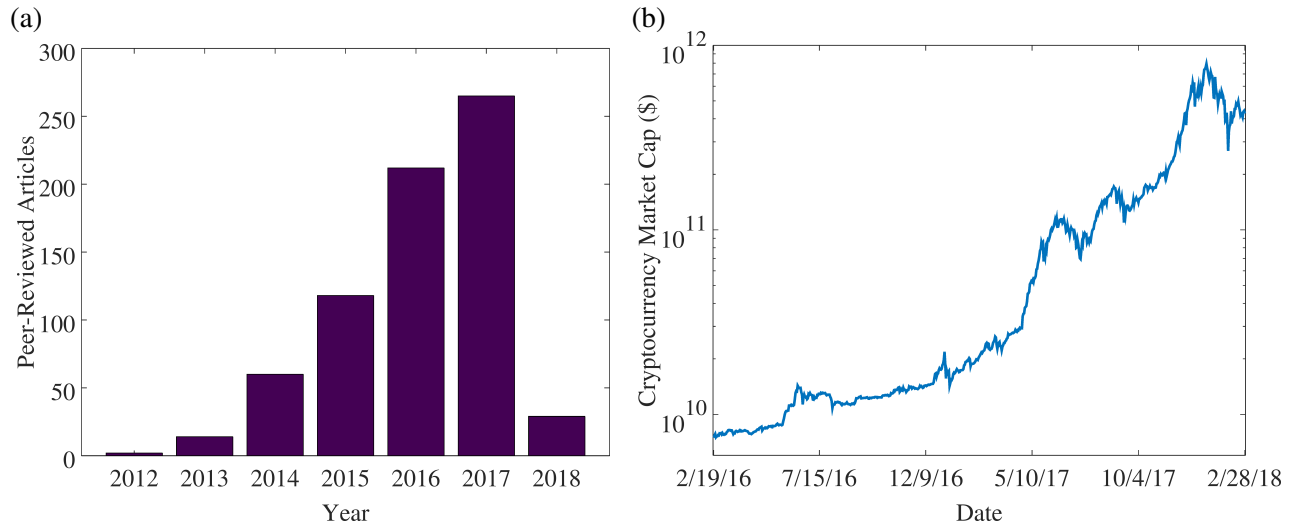 (a)
300
250
200
150
100
50
0
Peer-Reviewed Articles
2012 2013 2014 2015 2016 2017 2018
Year
(b)
10^12
10^11
10^10
Cryptocurrency Market Cap ($)
2/19/16 7/15/16 12/9/16 5/10/17 10/4/17 2/28/18
Date